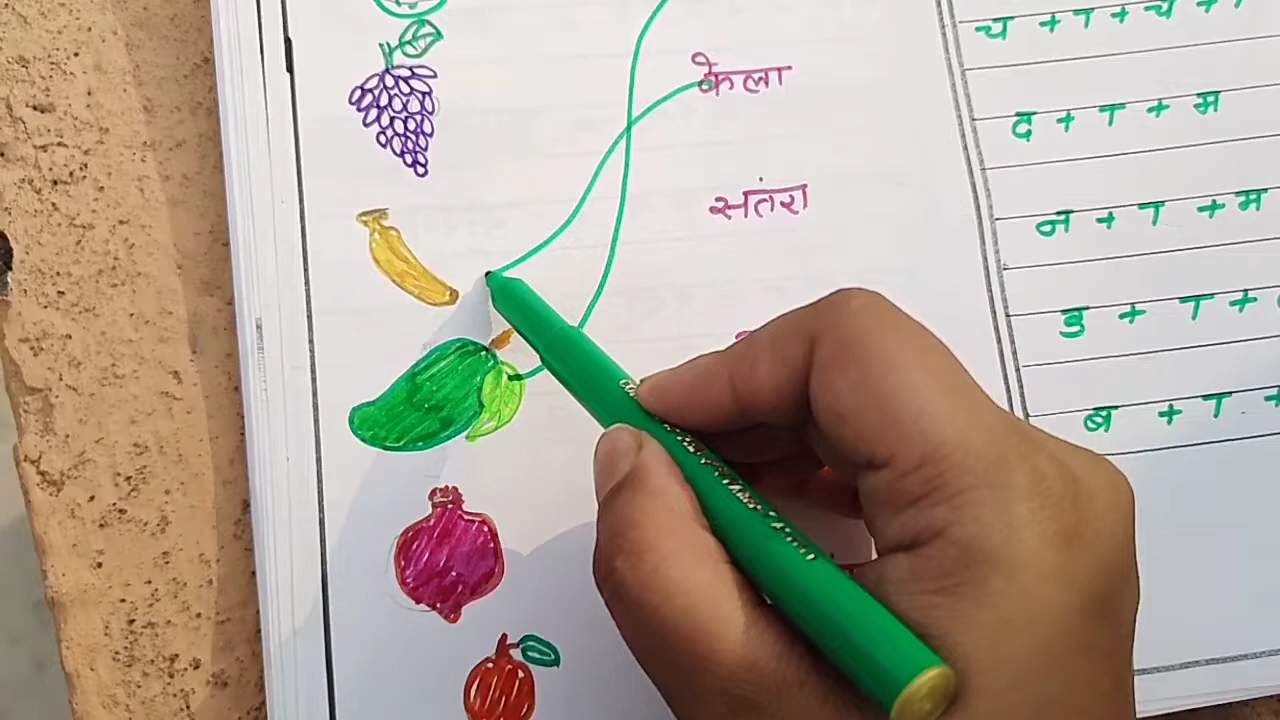 केला
संतरा
च + ा + च +
द + ा + म
न + ा + म
ड + ा +
ब + ा +